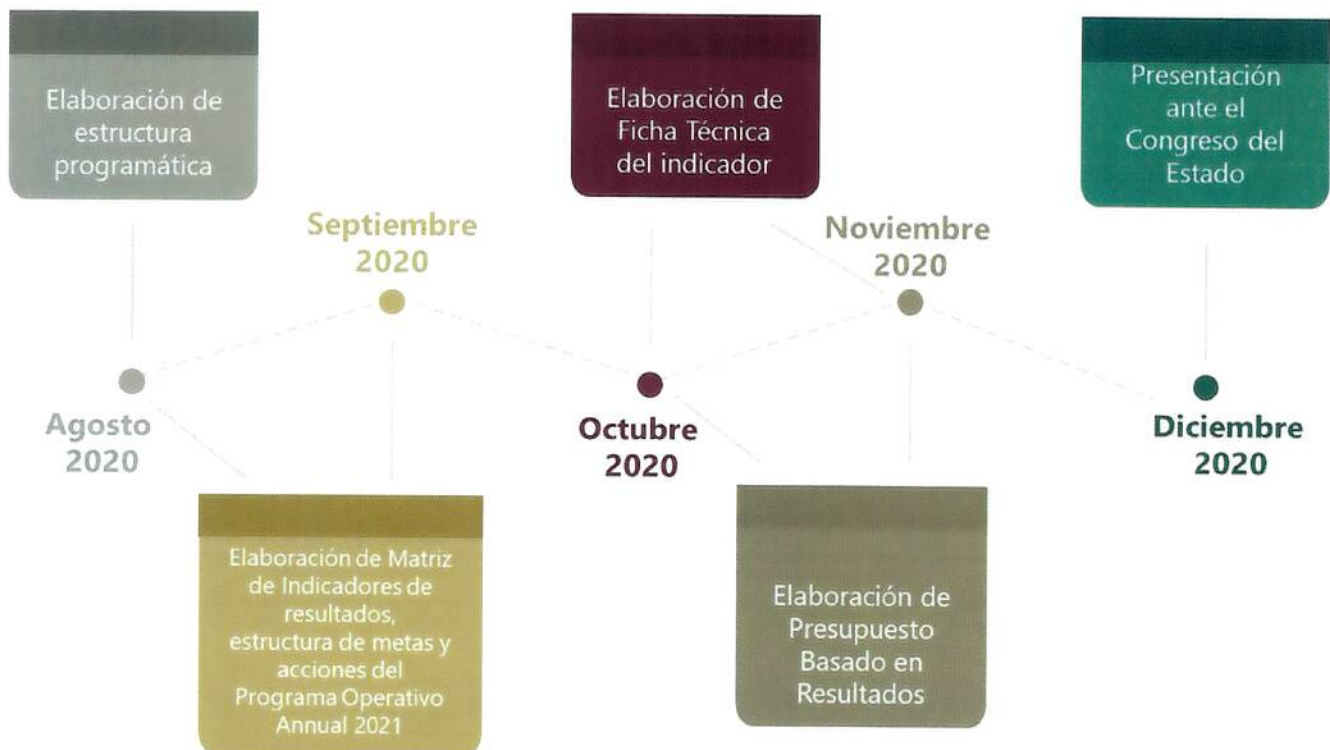 Elaboración de
estructura
programática
Agosto
2020
Septiembre
2020
Elaboración de Matriz
de Indicadores de
resultados,
estructura de metas y
acciones del
Programa Operativo
Annual 2021
Elaboración de
Ficha Técnica
del indicador
Octubre
2020
Noviembre
2020
Elaboración de
Presupuesto
Basado en
Resultados
Presentación
ante el
Congreso del
Estado
Diciembre
2020